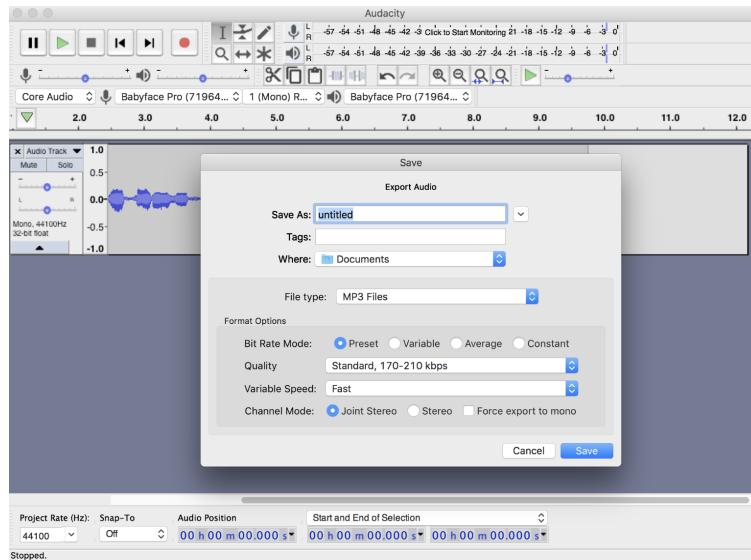 Audacity
L
R
-57 -54 -51 -48 -45 -42 -3 Click to Start Monitoring 21 -18 -15 -12 -9 -6 -3 0
L
R
-57 -54 -51 -48 -45 -42 -39 -36 -33 -30 -27 -24 -21 -18 -15 -12 -9 -6 -3 0
- + - + - +
Core Audio Babyface Pro (71964... 1 (Mono) R... Babyface Pro (71964...
2.0 3.0 4.0 5.0 6.0 7.0 8.0 9.0 10.0 11.0 12.0
× Audio Track 1.0
Mute Solo
0.5
- +
0.0
L R
Mono, 44100Hz
-0.5
32-bit float
-1.0
Save
Export Audio
Save As: untitled
Tags:
Where: Documents
File type: MP3 Files
Format Options
Bit Rate Mode: Preset Variable Average Constant
Quality Standard, 170-210 kbps
Variable Speed: Fast
Channel Mode: Joint Stereo Stereo Force export to mono
Cancel Save
Project Rate (Hz): Snap-To Audio Position Start and End of Selection
44100 Off 00 h 00 m 00.000 s 00 h 00 m 00.000 s 00 h 00 m 00.000 s
Stopped.